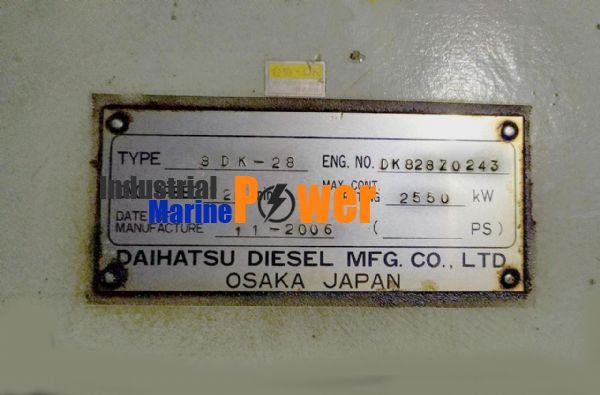 TYPE 8DK-28 ENG. NO. DK828Z0243
MAX. CONT. 2550 kW
DATE MANUFACTURE 11-2006 ( PS)
DAIHATSU DIESEL MFG. CO., LTD
OSAKA JAPAN
Industrial
Marine Power